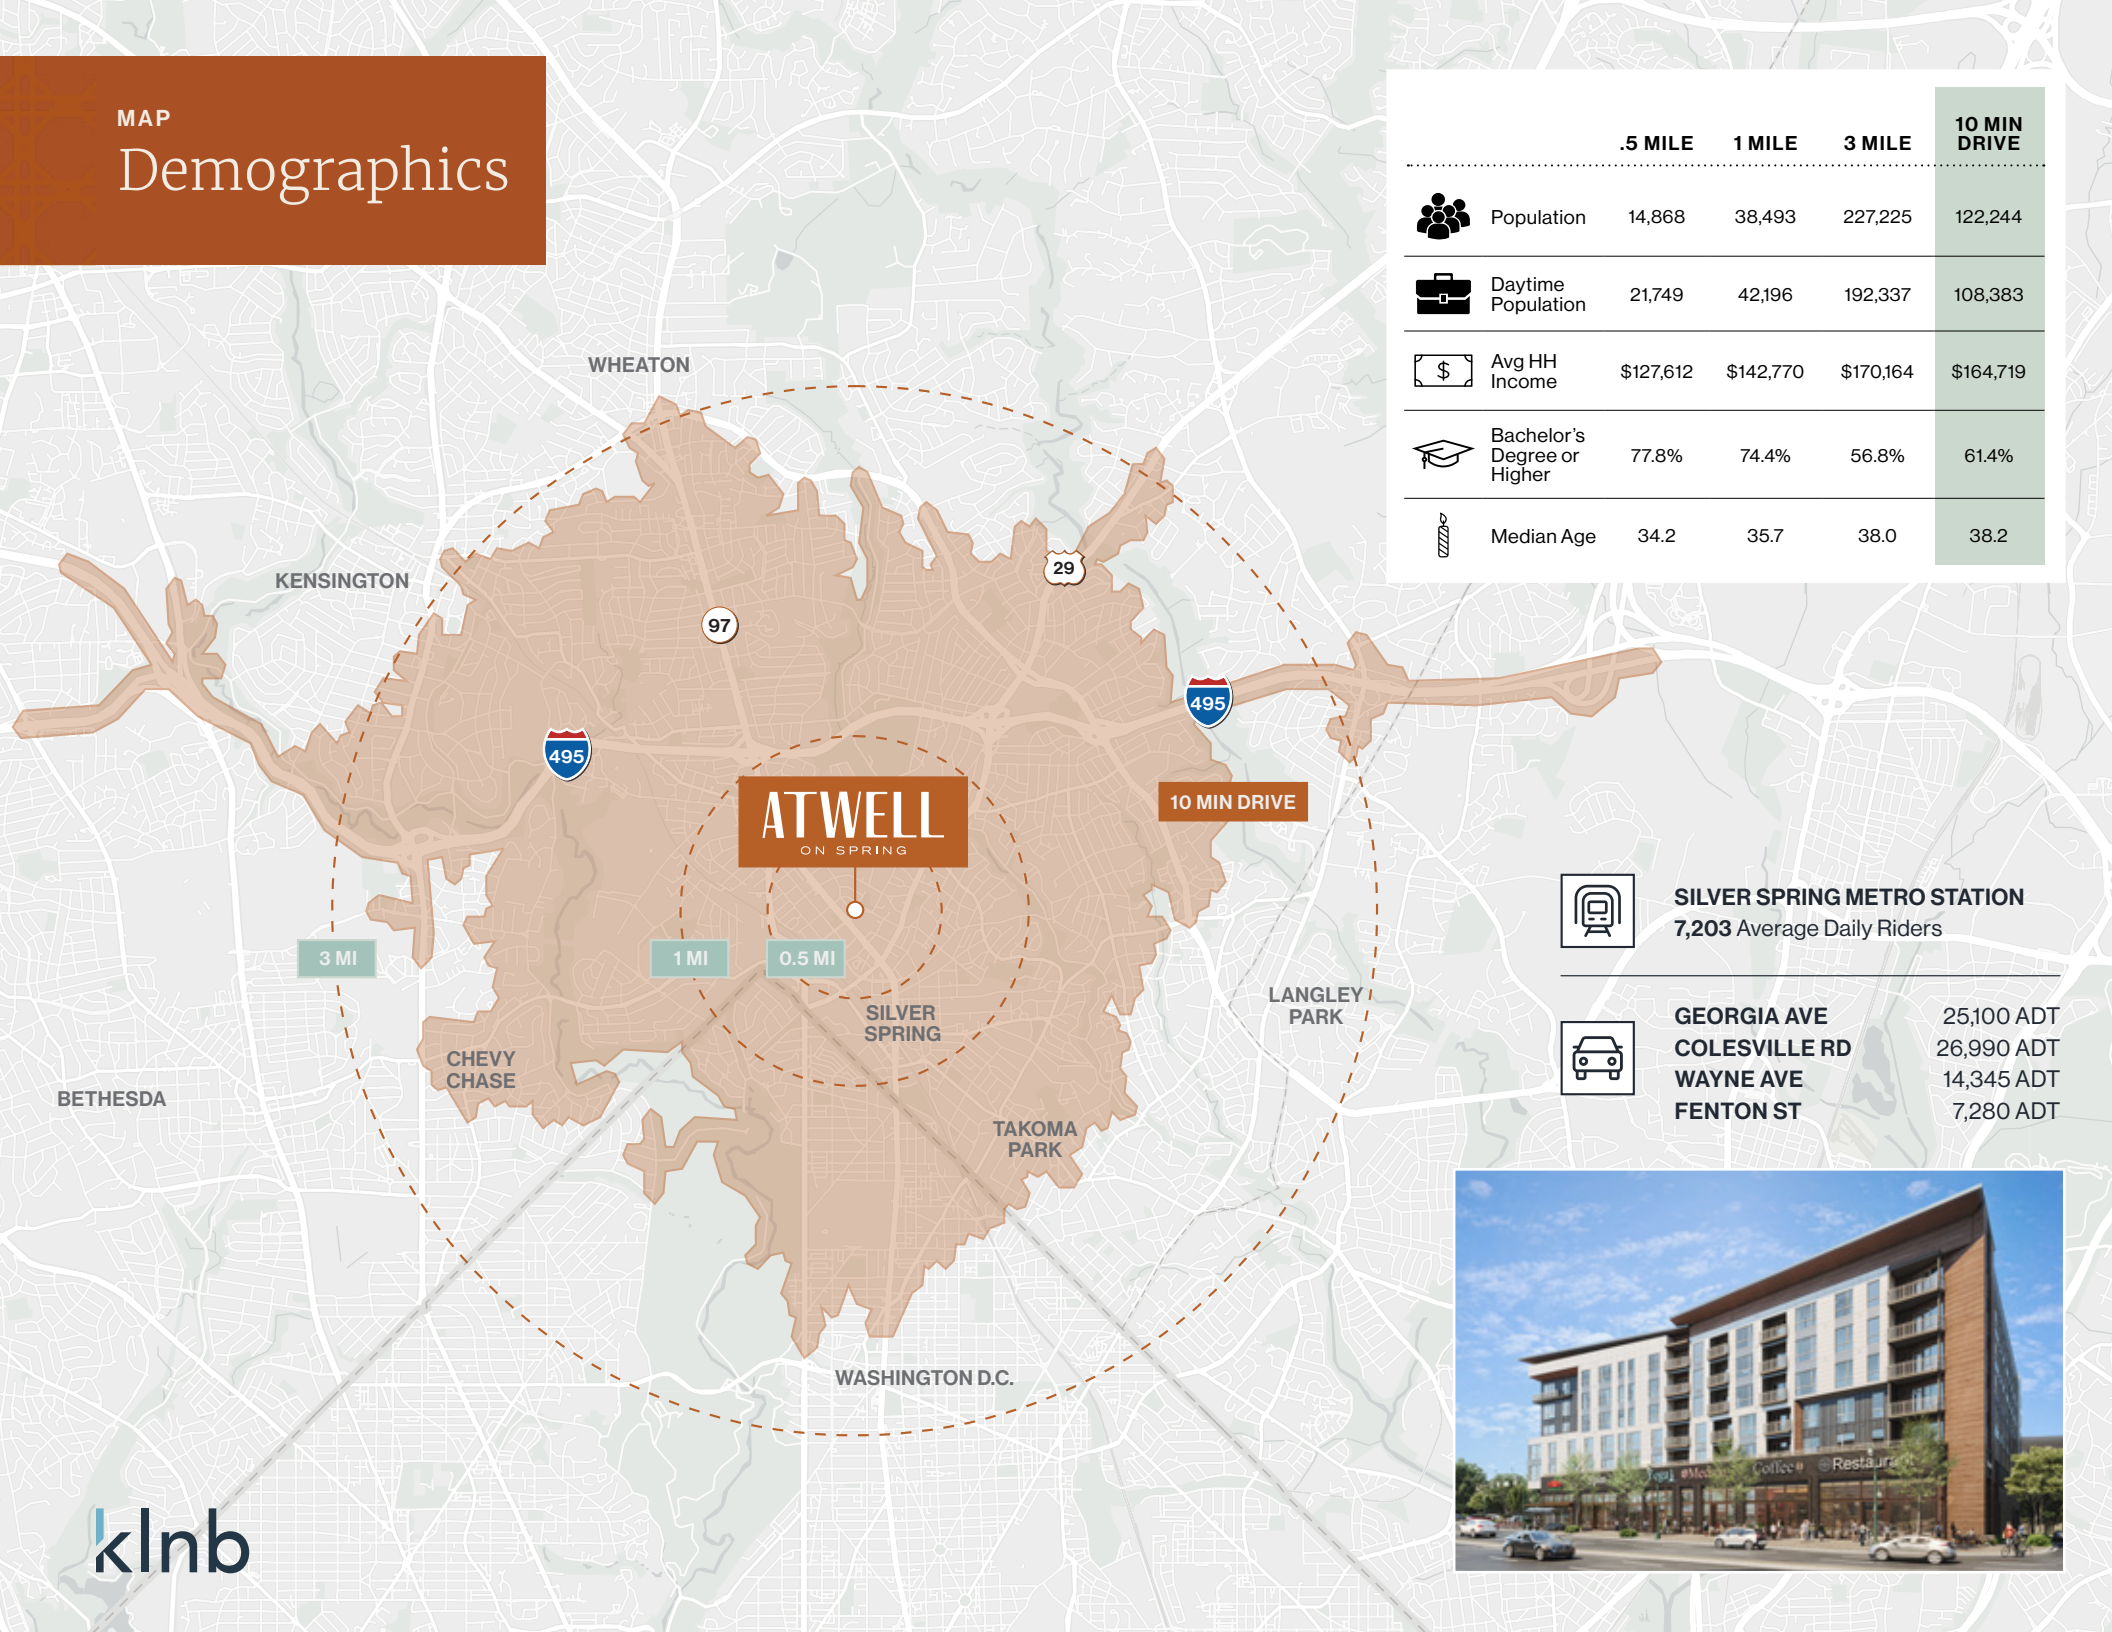 MAP
Demographics
.5 MILE 1 MILE 3 MILE 10 MIN DRIVE
Population 14,868 38,493 227,225 122,244
Daytime Population 21,749 42,196 192,337 108,383
Avg HH Income $127,612 $142,770 $170,164 $164,719
Bachelor’s Degree or Higher 77.8% 74.4% 56.8% 61.4%
Median Age 34.2 35.7 38.0 38.2
WHEATON
KENSINGTON
29
97
495
495
ATWELL
ON SPRING
10 MIN DRIVE
3 MI
1 MI
0.5 MI
SILVER
SPRING
LANGLEY
PARK
CHEVY
CHASE
BETHESDA
TAKOMA
PARK
WASHINGTON D.C.
SILVER SPRING METRO STATION
7,203 Average Daily Riders
GEORGIA AVE 25,100 ADT
COLESVILLE RD 26,990 ADT
WAYNE AVE 14,345 ADT
FENTON ST 7,280 ADT
Coffee
Restaurant
klnb